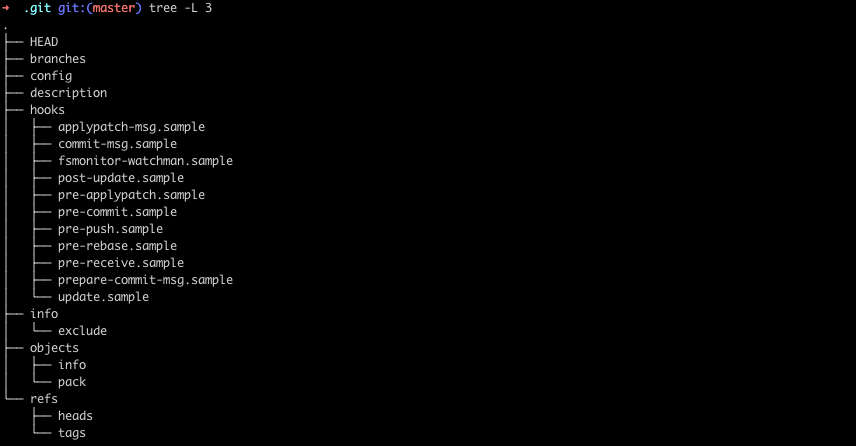 ➜  .git git:(master) tree -L 3
.
├── HEAD
├── branches
├── config
├── description
├── hooks
│   ├── applypatch-msg.sample
│   ├── commit-msg.sample
│   ├── fsmonitor-watchman.sample
│   ├── post-update.sample
│   ├── pre-applypatch.sample
│   ├── pre-commit.sample
│   ├── pre-push.sample
│   ├── pre-rebase.sample
│   ├── pre-receive.sample
│   ├── prepare-commit-msg.sample
│   └── update.sample
├── info
│   └── exclude
├── objects
│   ├── info
│   └── pack
└── refs
    ├── heads
    └── tags